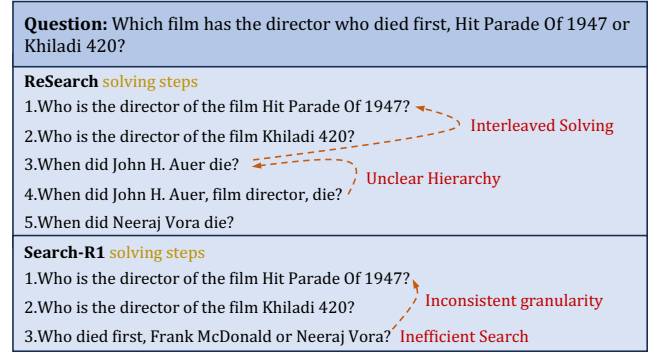 Question: Which film has the director who died first, Hit Parade Of 1947 or
Khiladi 420?
ReSearch solving steps
1.Who is the director of the film Hit Parade Of 1947?
Interleaved Solving
2.Who is the director of the film Khiladi 420?
3.When did John H. Auer die?
Unclear Hierarchy
4.When did John H. Auer, film director, die?
5.When did Neeraj Vora die?
Search-R1 solving steps
1.Who is the director of the film Hit Parade Of 1947?
Inconsistent granularity
2.Who is the director of the film Khiladi 420?
3.Who died first, Frank McDonald or Neeraj Vora? Inefficient Search